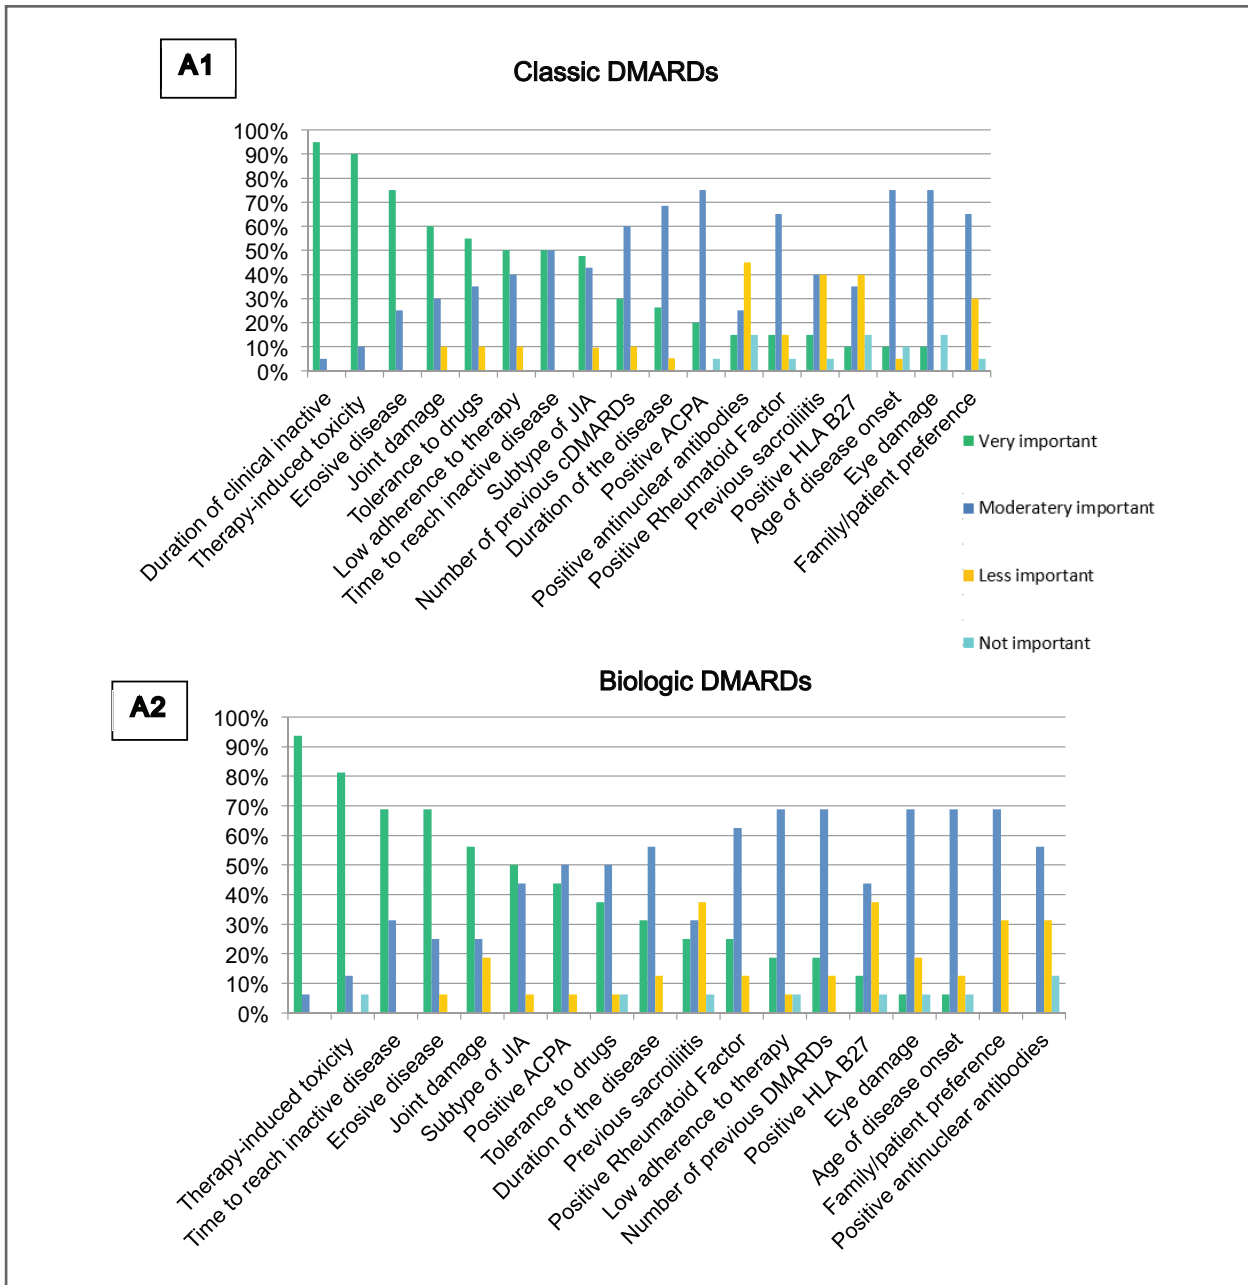 A1
Classic DMARDs
100%
90%
80%
70%
60%
50%
40%
30%
20%
10%
0%
Duration of clinical inactive
Therapy-induced toxicity
Erosive disease
Joint damage
Tolerance to drugs
Low adherence to therapy
Time to reach inactive disease
Subtype of JIA
Number of previous cDMARDs
Duration of the disease
Positive ACPA
Positive antinuclear antibodies
Positive Rheumatoid Factor
Previous sacroiliitis
Positive HLA B27
Age of disease onset
Eye damage
Family/patient preference
Very important
Moderatery important
Less important
Not important
A2
Biologic DMARDs
100%
90%
80%
70%
60%
50%
40%
30%
20%
10%
0%
Therapy-induced toxicity
Time to reach inactive disease
Erosive disease
Joint damage
Subtype of JIA
Positive ACPA
Tolerance to drugs
Duration of the disease
Previous sacroiliitis
Positive Rheumatoid Factor
Low adherence to therapy
Number of previous DMARDs
Positive HLA B27
Eye damage
Age of disease onset
Family/patient preference
Positive antinuclear antibodies